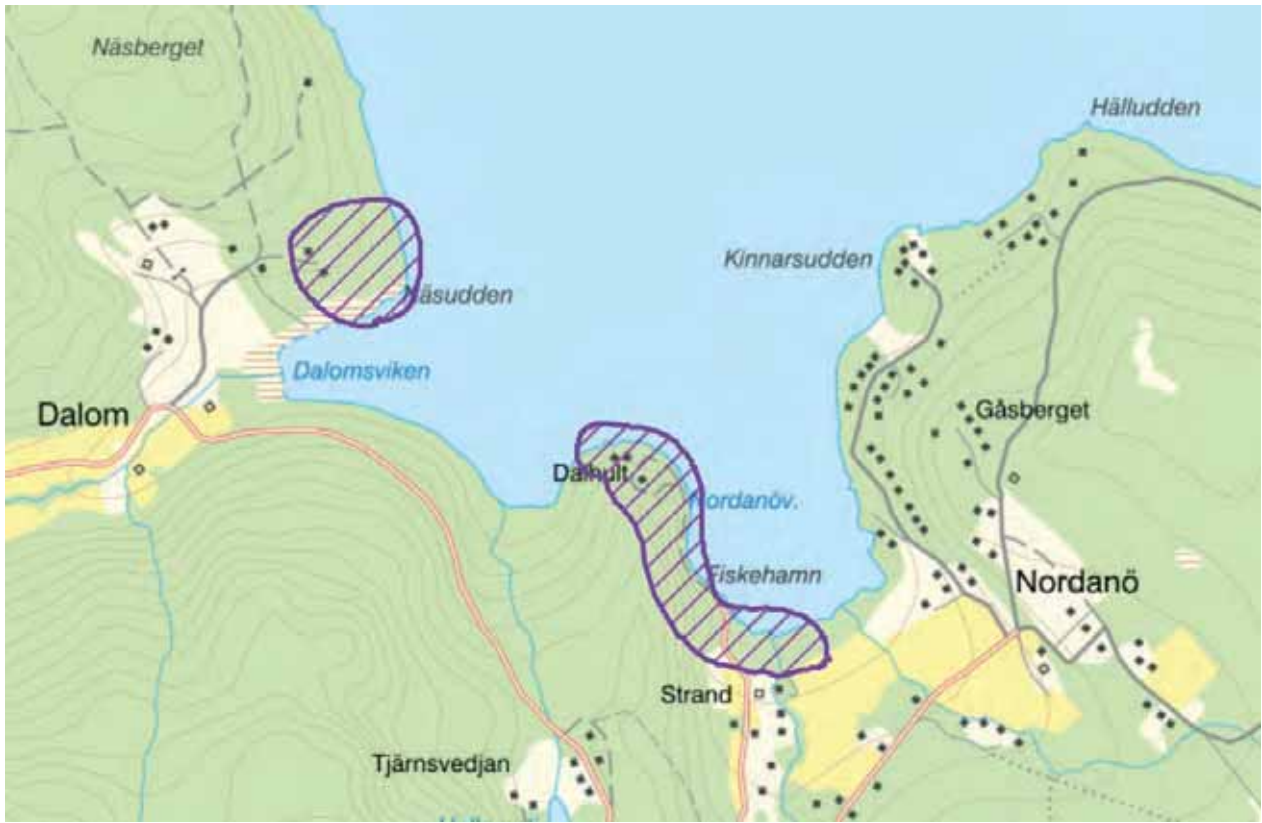 Näsberget
Hälludden
Kinnarsudden
Näsudden
Dalomsviken
Dalom
Gåsberget
Dalhult
Nordanöv.
Fiskehamn
Nordanö
Strand
Tjärnsvedjan